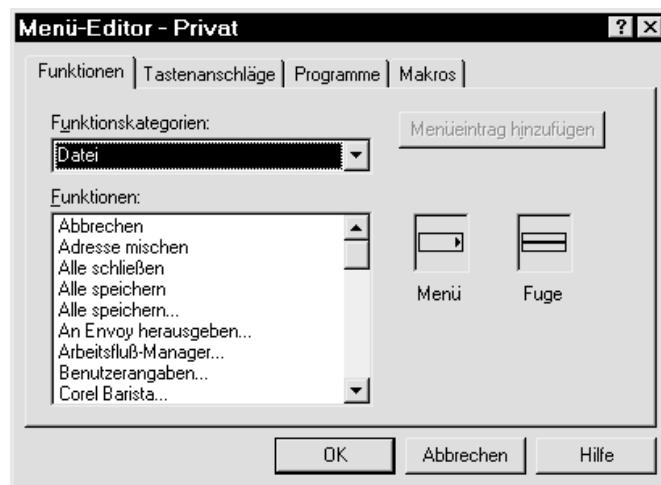 Menü-Editor - Privat
Funktionen Tastenanschläge Programme Makros
Funktionskategorien:
Menüeintrag hinzufügen
Datei
Funktionen:
Abbrechen
Adresse mischen
Alle schließen
Alle speichern
Alle speichern...
An Envoy herausgeben...
Arbeitsfluß-Manager...
Benutzerangaben...
Corel Barista...
Menü Fuge
OK Abbrechen Hilfe